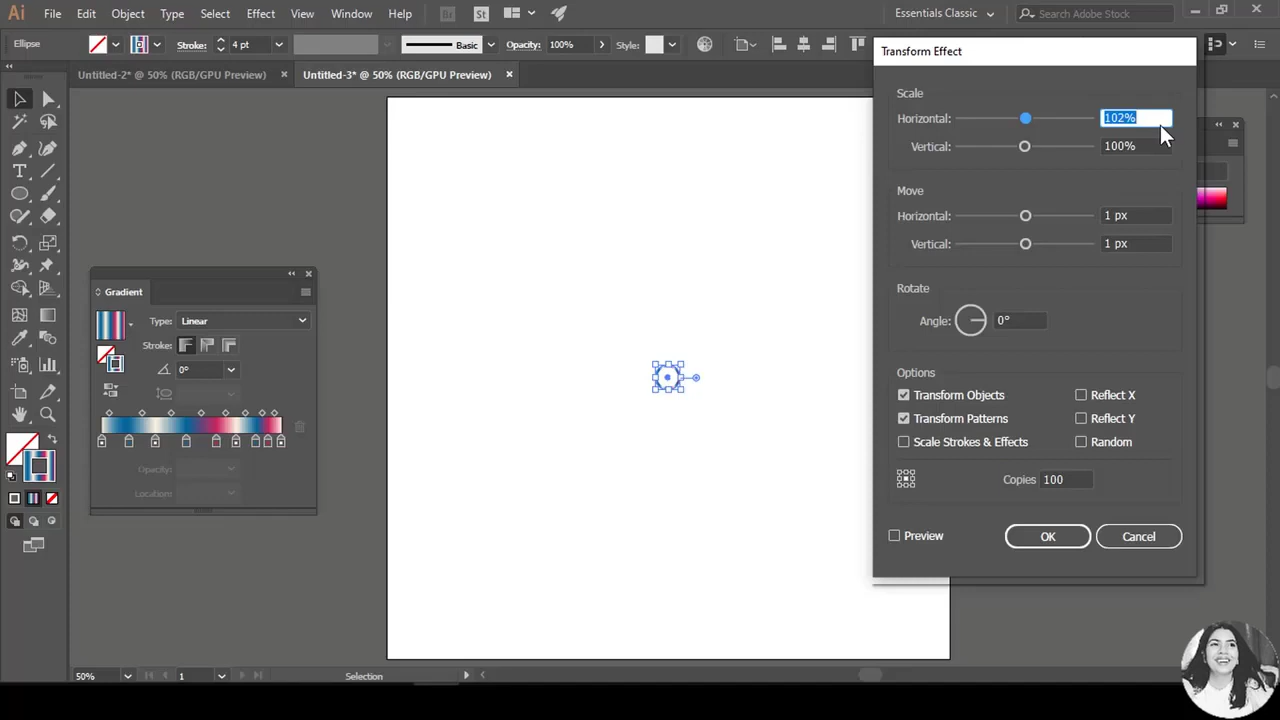 Ai File Edit Object Type Select Effect View Window Help Br St Essentials Classic Search Adobe Stock
Ellipse Stroke: 4 pt Basic Opacity: 100% Style:
Untitled-2* @ 50% (RGB/GPU Preview) Untitled-3* @ 50% (RGB/GPU Preview)
Transform Effect
Scale
Horizontal: 102%
Vertical: 100%
Move
Horizontal: 1 px
Vertical: 1 px
Rotate
Angle: 0°
Options
Transform Objects Reflect X
Transform Patterns Reflect Y
Scale Strokes & Effects Random
Copies 100
Preview OK Cancel
Gradient
Type: Linear
Stroke:
0°
Opacity:
Location:
50% 1 Selection